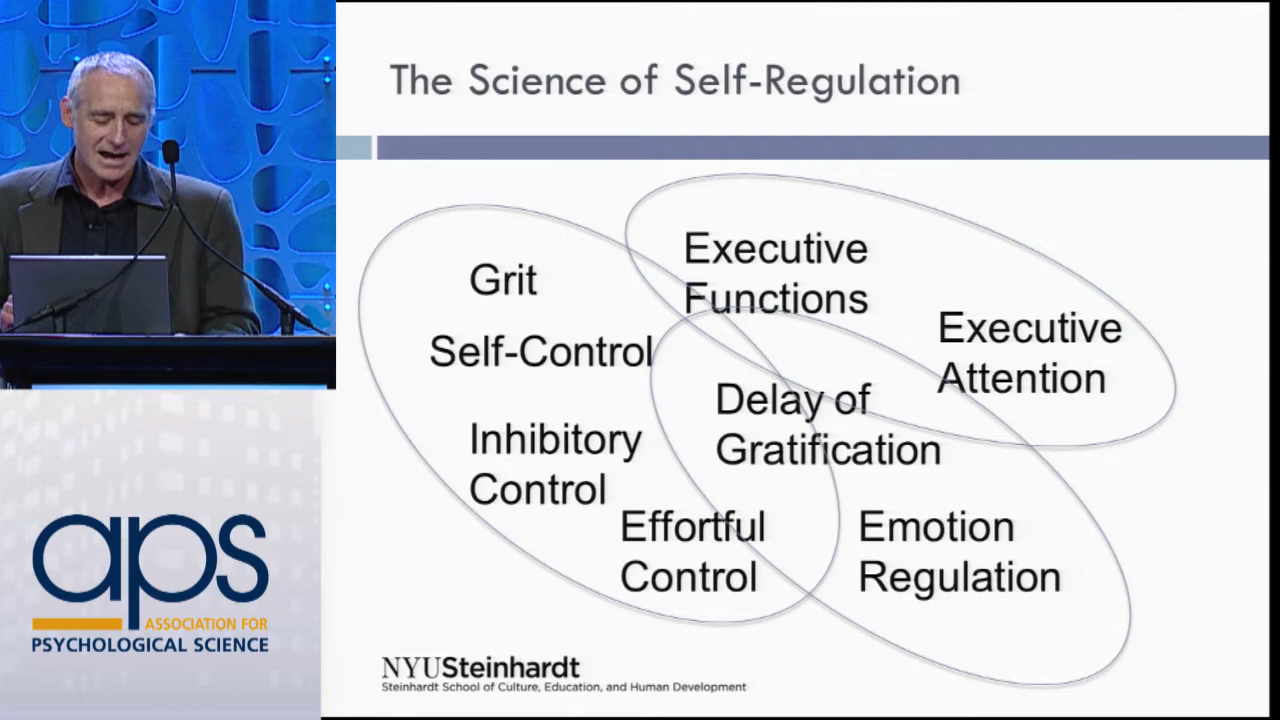 The Science of Self-Regulation
Executive
Functions
Grit
Executive
Attention
Self-Control
Delay of
Gratification
Inhibitory
Control
Effortful
Control
Emotion
Regulation
aps
ASSOCIATION FOR
PSYCHOLOGICAL SCIENCE
NYUSteinhardt
Steinhardt School of Culture, Education, and Human Development